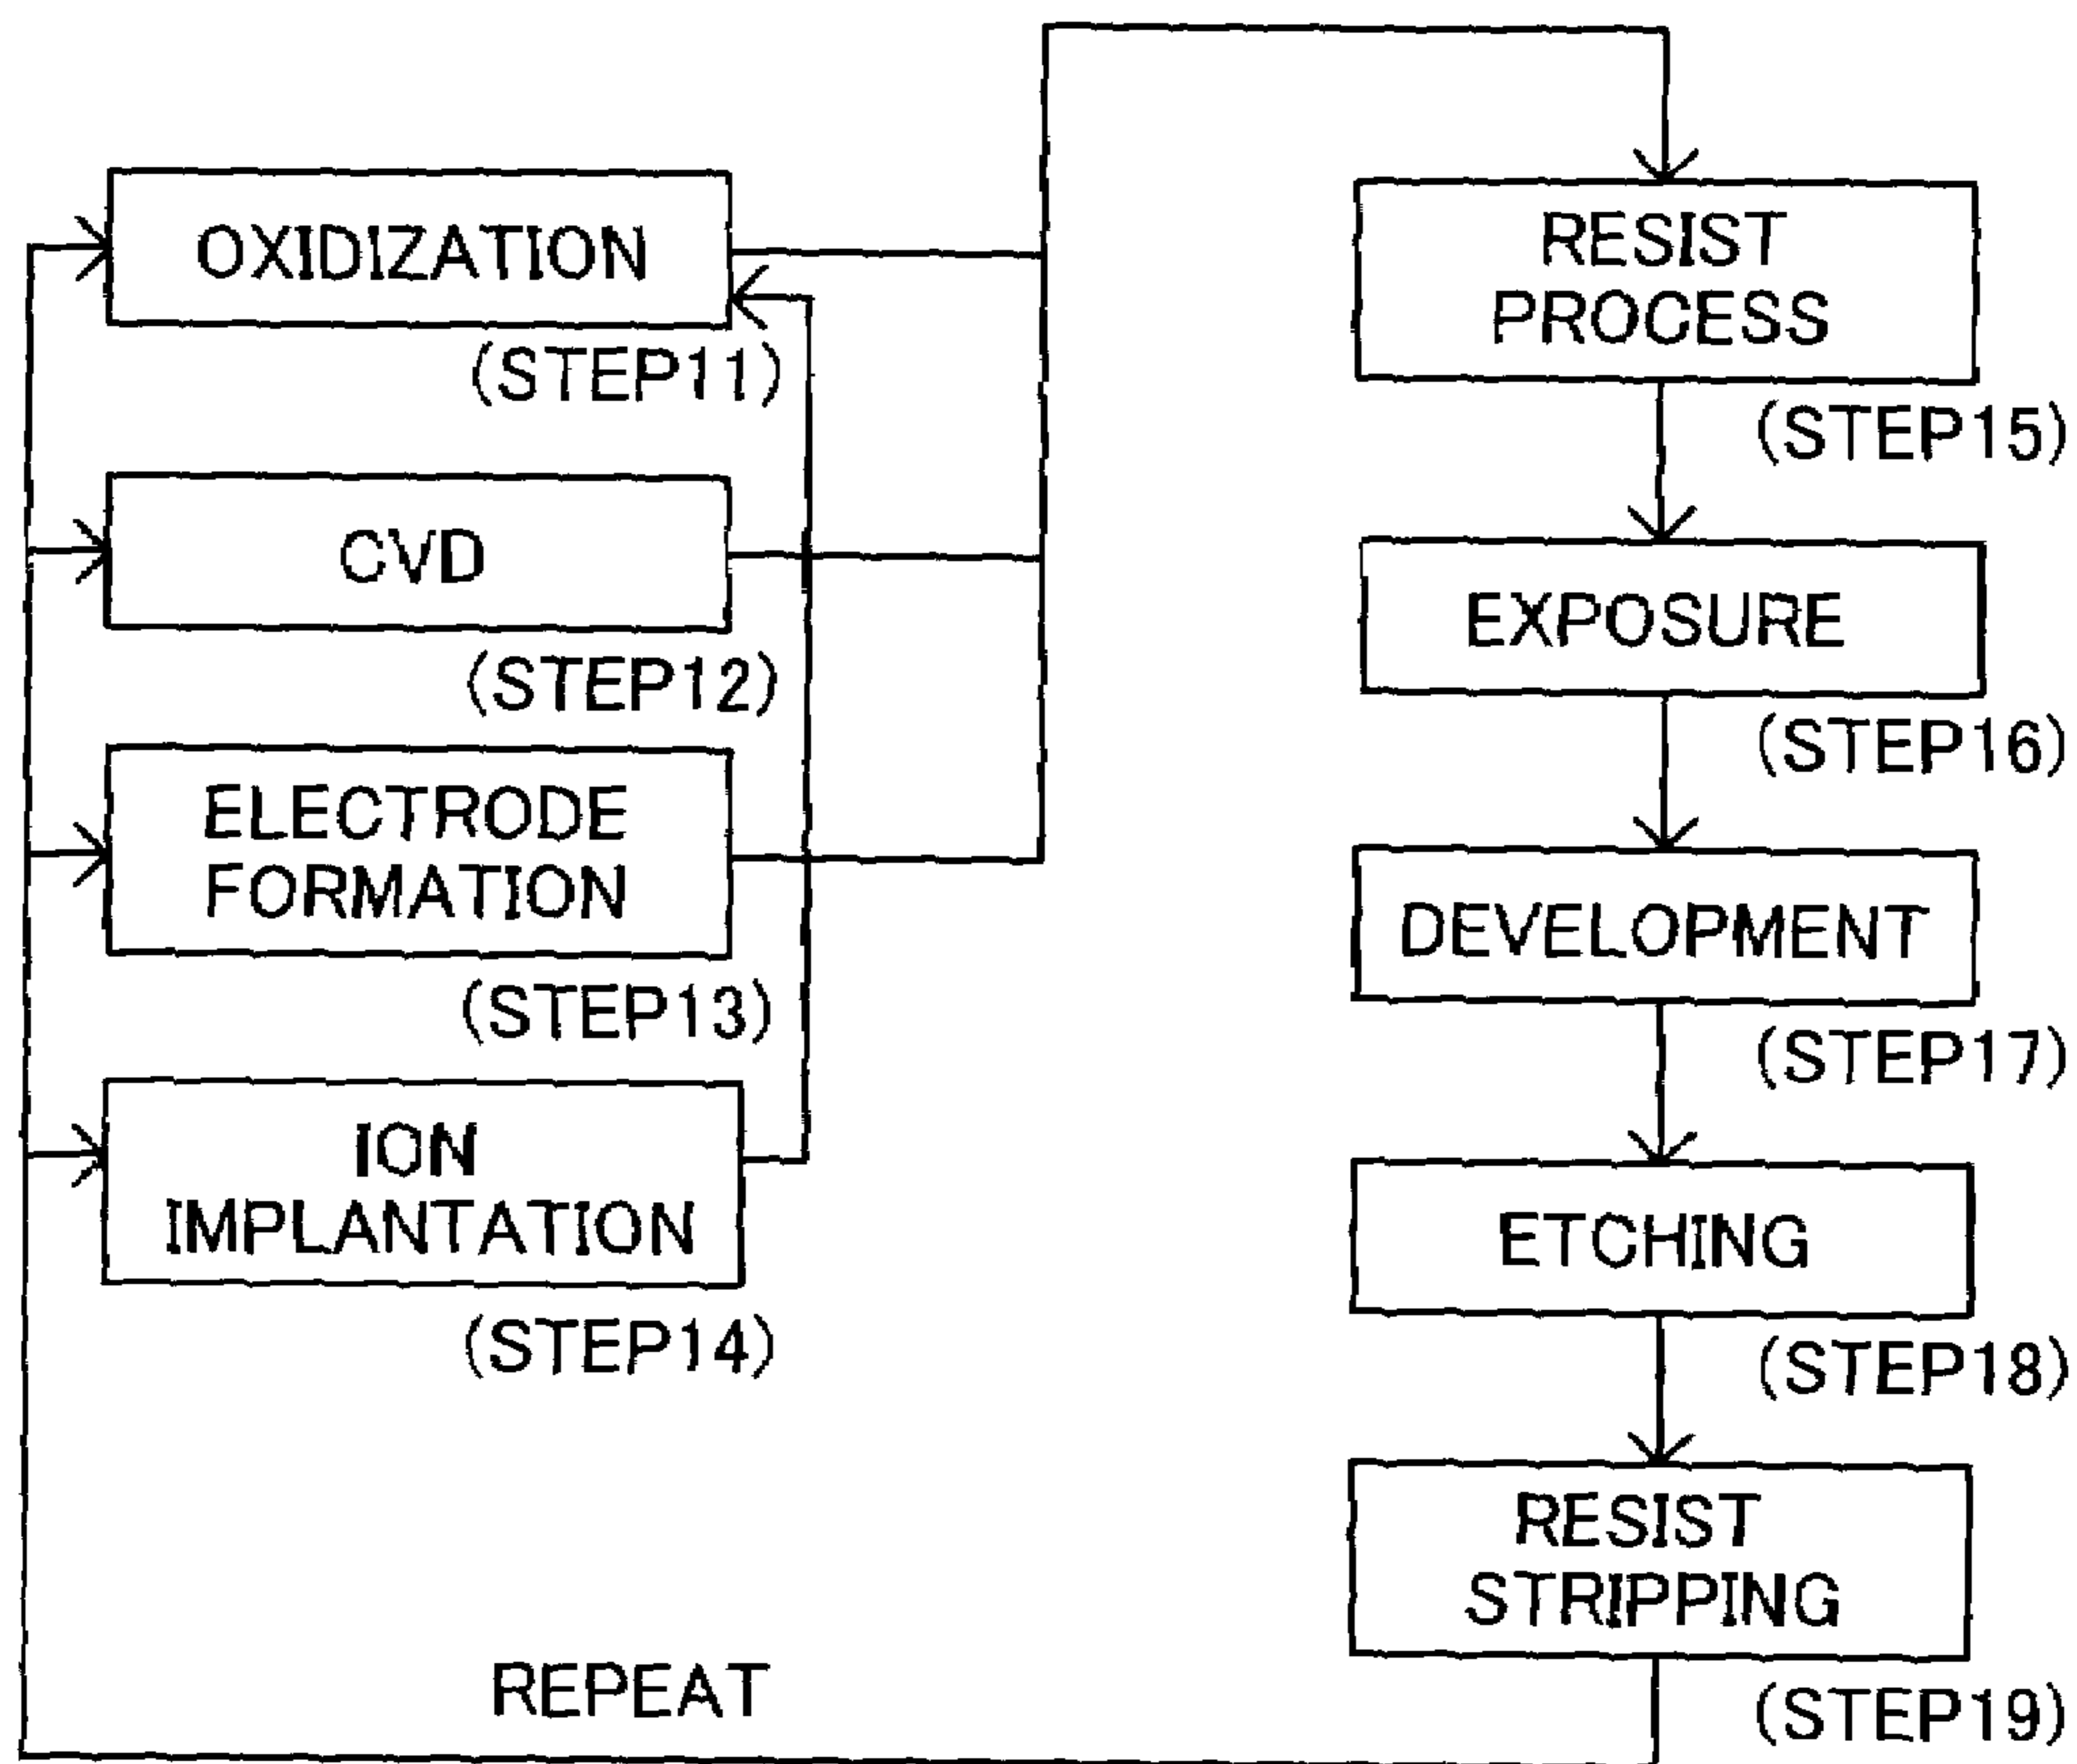 OXIDIZATION
(STEP11)
CVD
(STEP12)
ELECTRODE
FORMATION
(STEP13)
ION
IMPLANTATION
(STEP14)
RESIST
PROCESS
(STEP15)
EXPOSURE
(STEP16)
DEVELOPMENT
(STEP17)
ETCHING
(STEP18)
RESIST
STRIPPING
(STEP19)
REPEAT